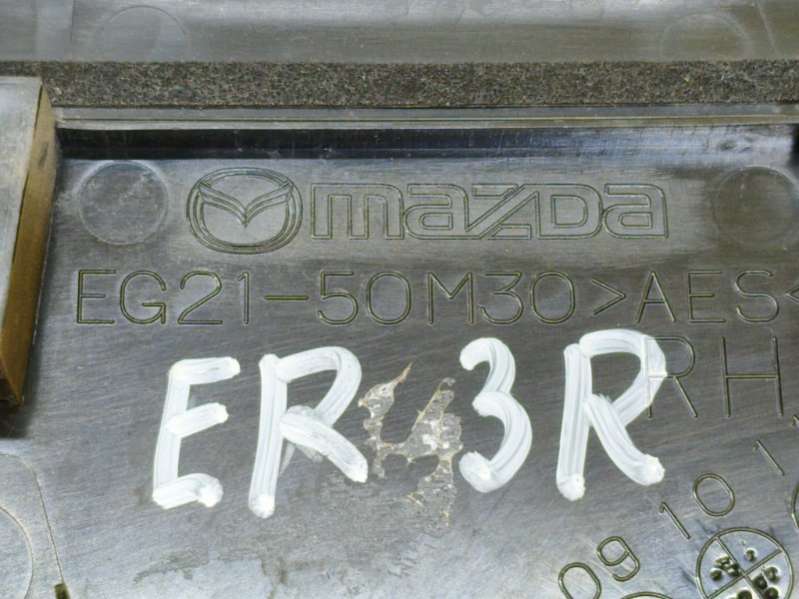 mazda
EG21-50M30 >AES<
RH
ER43R
09 10 1